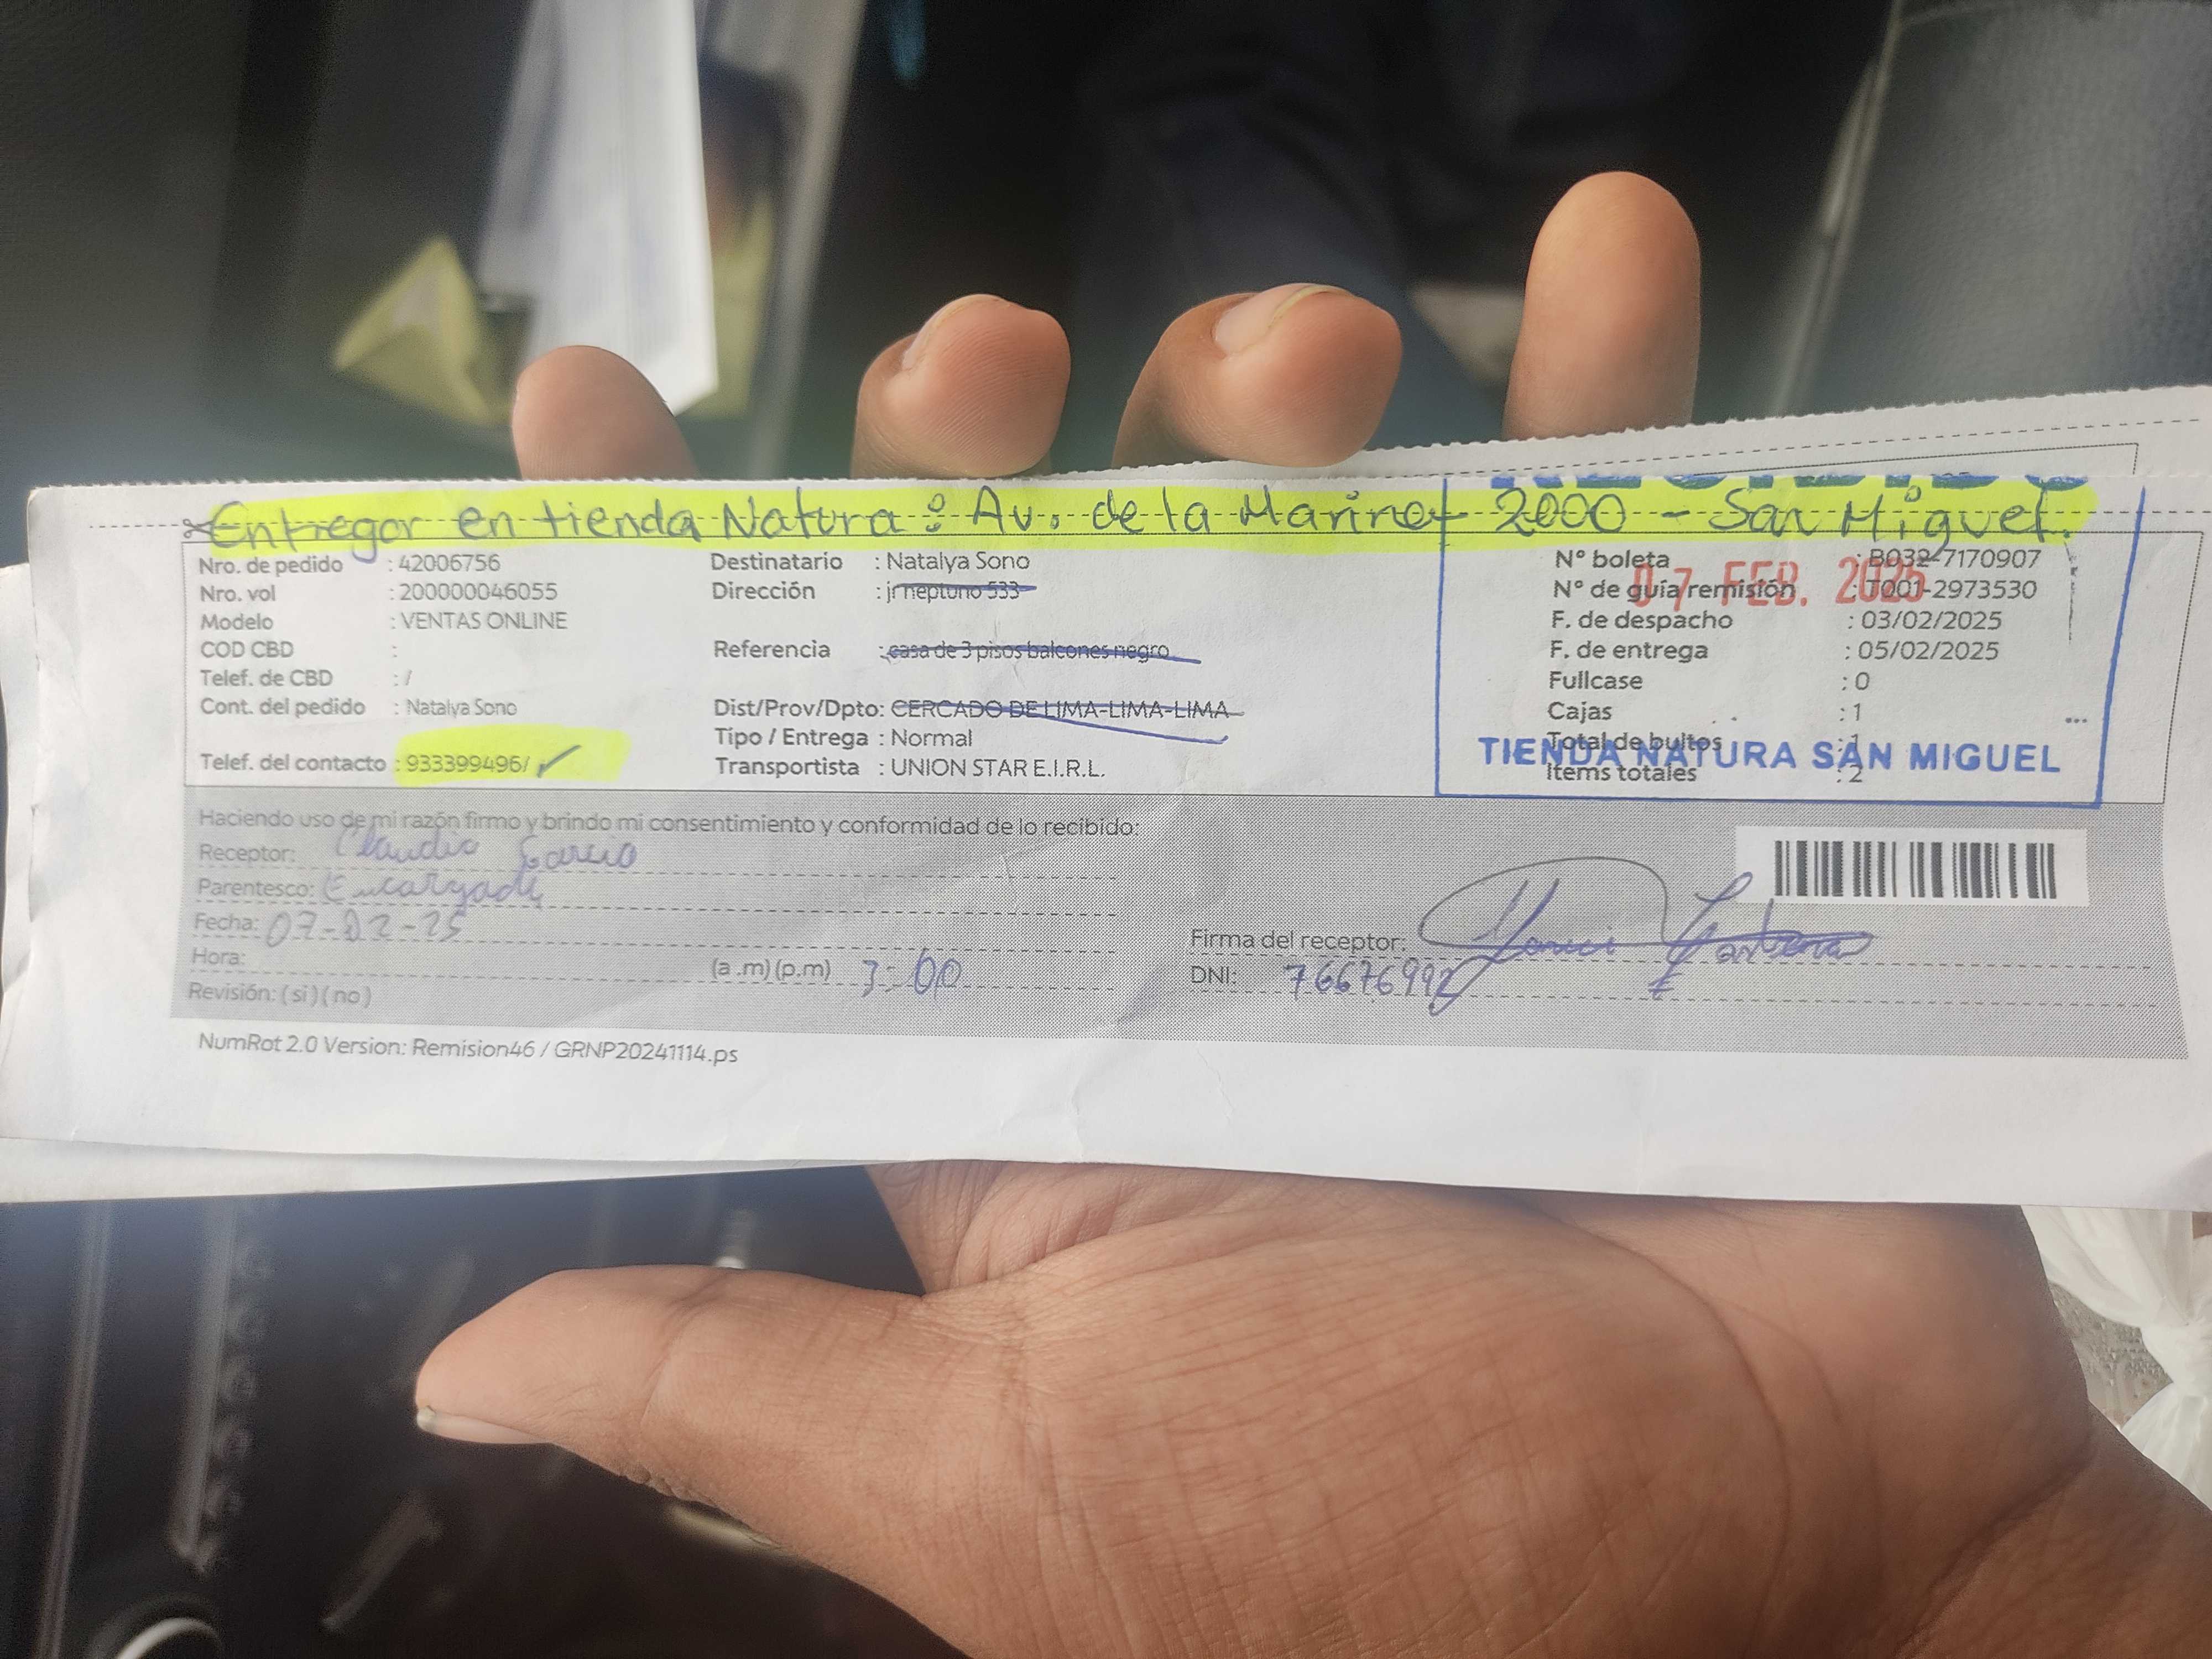 Entregar en tienda Natura: Av. de la Marina 2000 - San Miguel.
Nro. de pedido : 42006756
Nro. vol : 200000046055
Modelo : VENTAS ONLINE
COD CBD :
Telef. de CBD : /
Cont. del pedido : Natalya Sono
Telef. del contacto : 933399496/
Destinatario : Natalya Sono
Dirección : jr neptuno 533
Referencia : casa de 3 pisos balcones negro
Dist/Prov/Dpto: CERCADO DE LIMA-LIMA-LIMA
Tipo / Entrega : Normal
Transportista : UNION STAR E.I.R.L.
RECIBIDO
N° boleta : B032-7170907
07 FEB. 2025
N° de guía remisión : T001-2973530
F. de despacho : 03/02/2025
F. de entrega : 05/02/2025
Fullcase : 0
Cajas : 1
Total de bultos : 1
TIENDA NATURA SAN MIGUEL
Items totales : 2
Haciendo uso de mi razón firmo y brindo mi consentimiento y conformidad de lo recibido:
Receptor: Claudia Garcia
Parentesco: Encargada
Fecha: 07-02-25
Hora: (a.m) (p.m) 3:00
Revisión: (si) (no)
Firma del receptor:
DNI: 76676992
NumRot 2.0 Version: Remision46 / GRNP20241114.ps